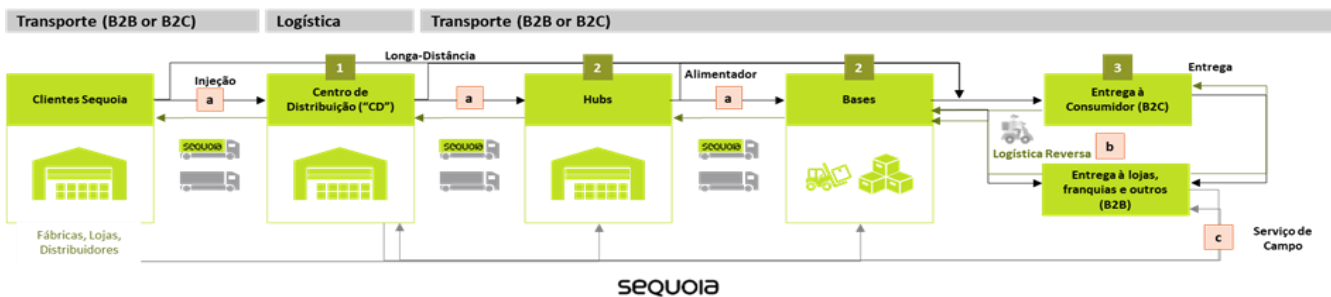 Transporte (B2B or B2C)
Logística
Transporte (B2B or B2C)
Longa-Distância
1
2
2
3
Injeção
Alimentador
Entrega
Clientes Sequoia
a
Centro de
Distribuição (“CD”)
a
Hubs
a
Bases
Entrega à
Consumidor (B2C)
sequoia
sequoia
sequoia
Logística Reversa
b
Entrega à lojas,
franquias e outros
(B2B)
Fábricas, Lojas,
Distribuidores
c
Serviço de
Campo
sequoia